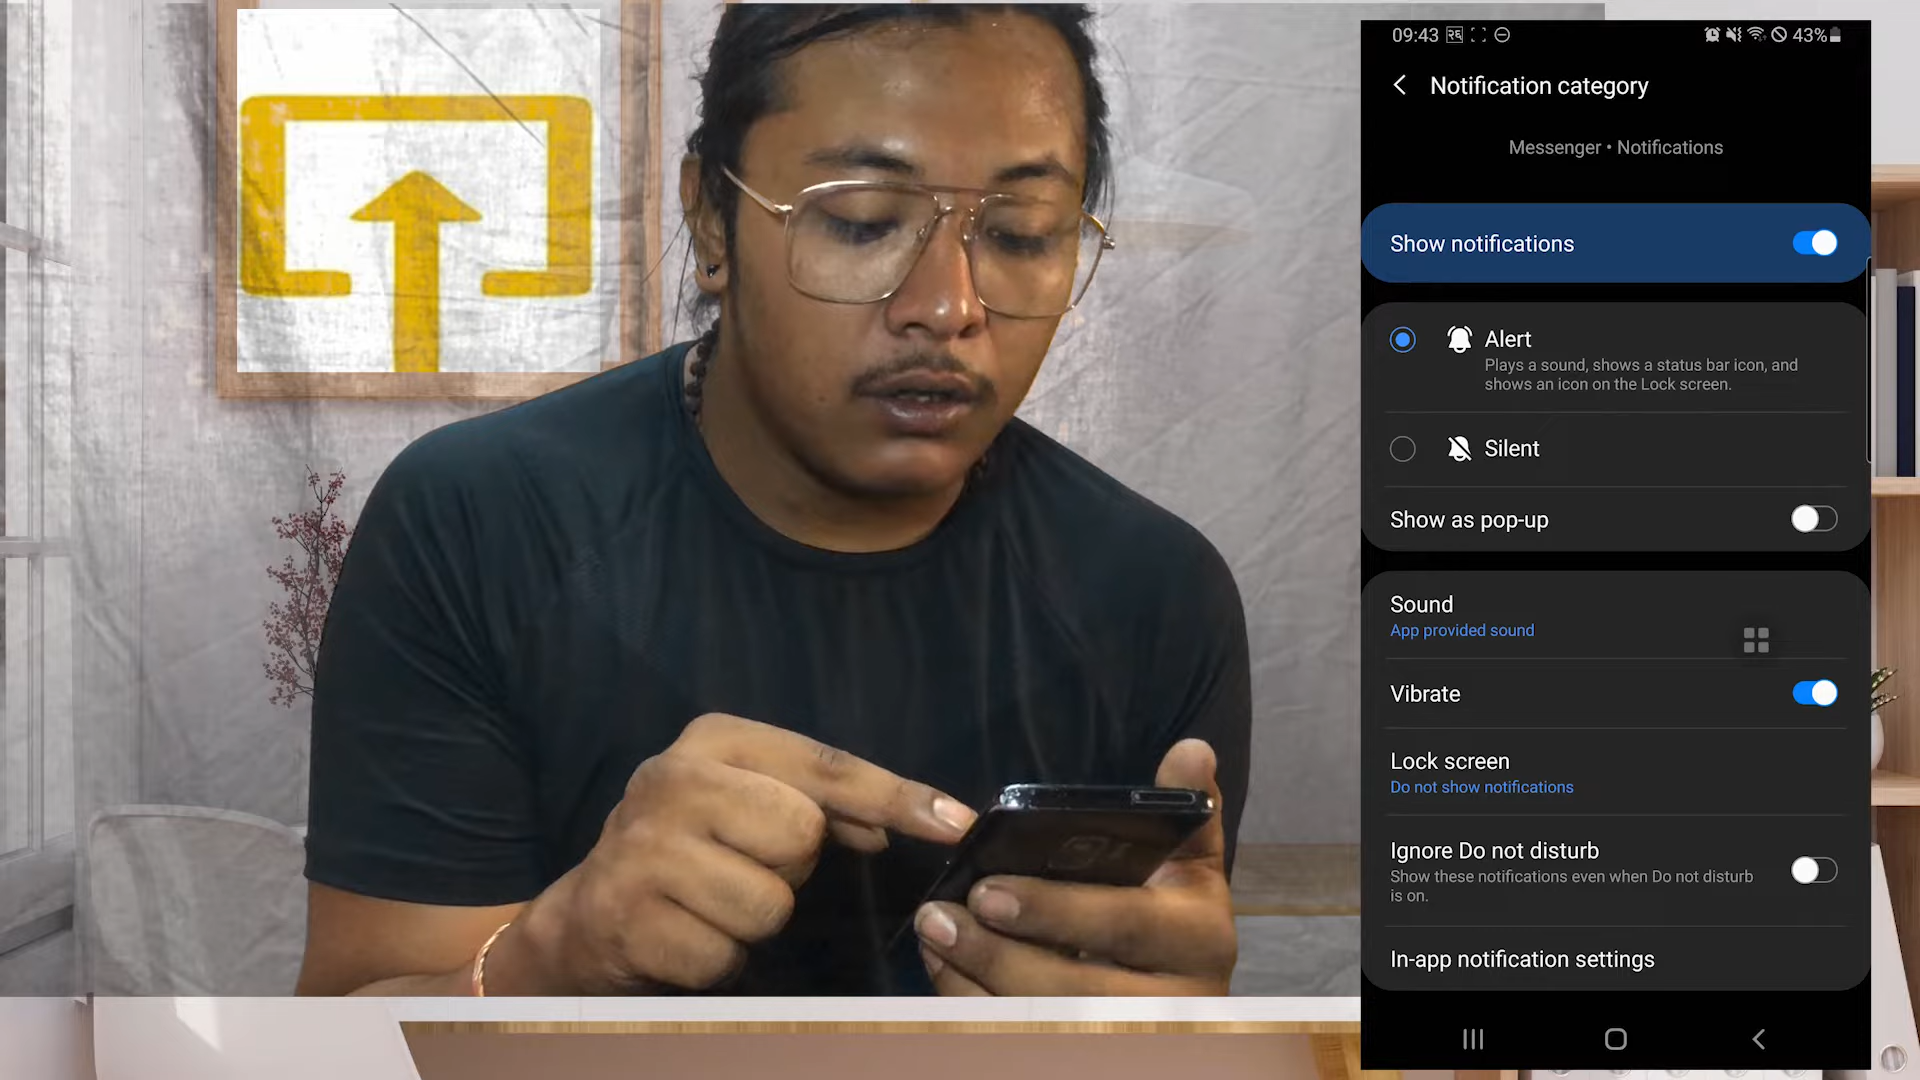 09:43 २६ 43%
Notification category
Messenger • Notifications
Show notifications
Alert
Plays a sound, shows a status bar icon, and
shows an icon on the Lock screen.
Silent
Show as pop-up
Sound
App provided sound
Vibrate
Lock screen
Do not show notifications
Ignore Do not disturb
Show these notifications even when Do not disturb
is on.
In-app notification settings